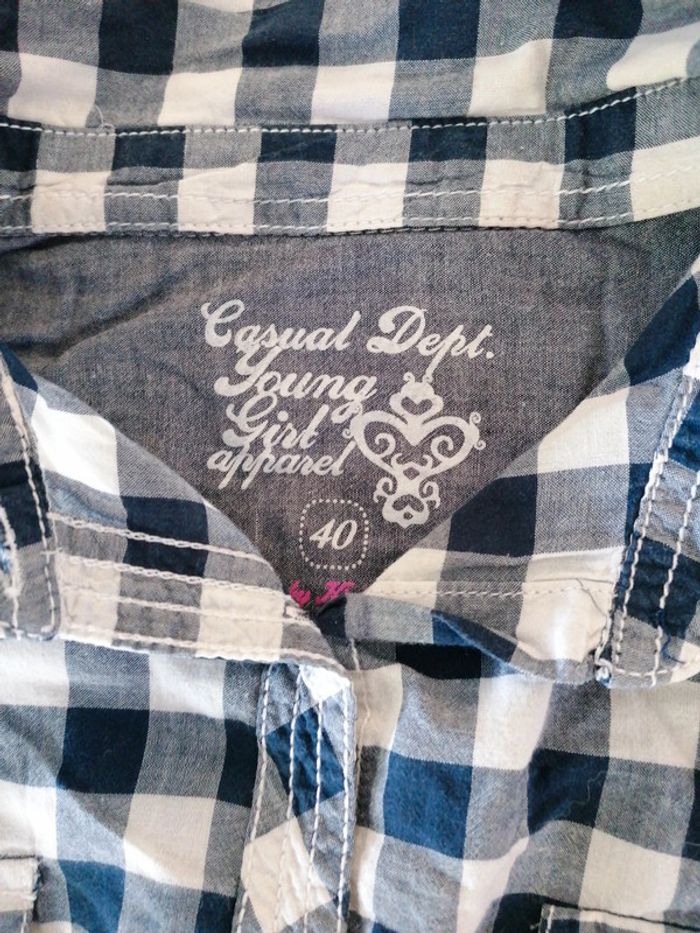 Casual Dept.
Young
Girl
apparel
40